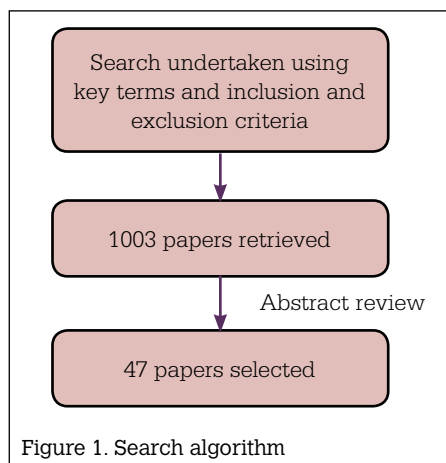 Search undertaken using
key terms and inclusion and
exclusion criteria
1003 papers retrieved
Abstract review
47 papers selected
Figure 1. Search algorithm